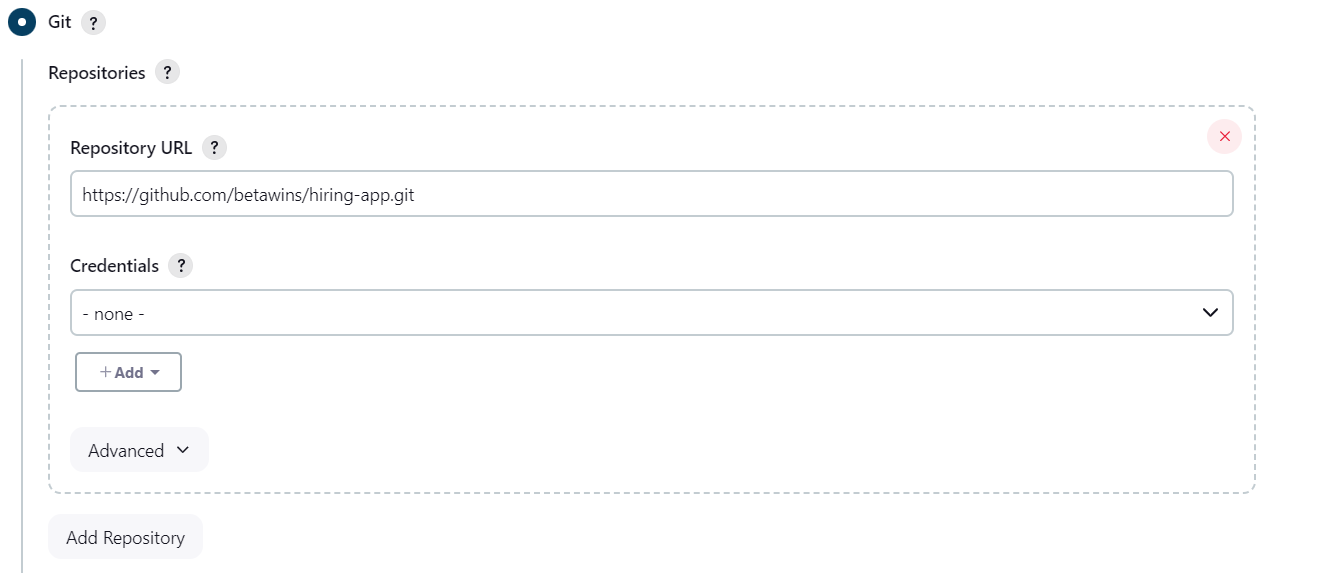 Git ?
Repositories ?
Repository URL ?
https://github.com/betawins/hiring-app.git
Credentials ?
- none -
+ Add
Advanced
Add Repository